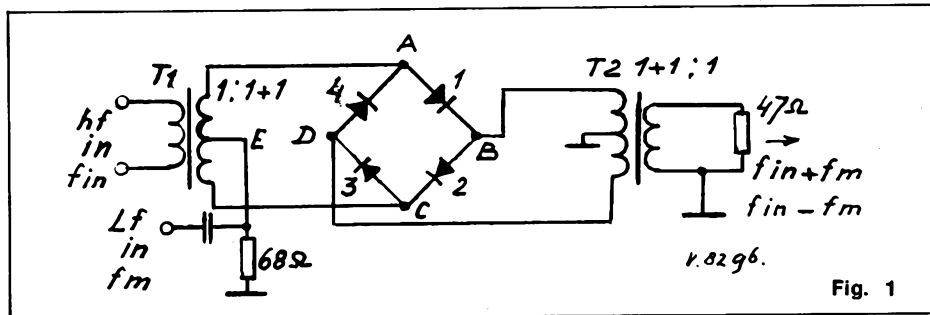 T1
1:1+1
hf
in
fin
E
Lf
in
fm
68Ω
A
4
1
D
B
3
2
C
T2 1+1:1
47Ω
fin+fm
fin-fm
v.82gb.
Fig. 1